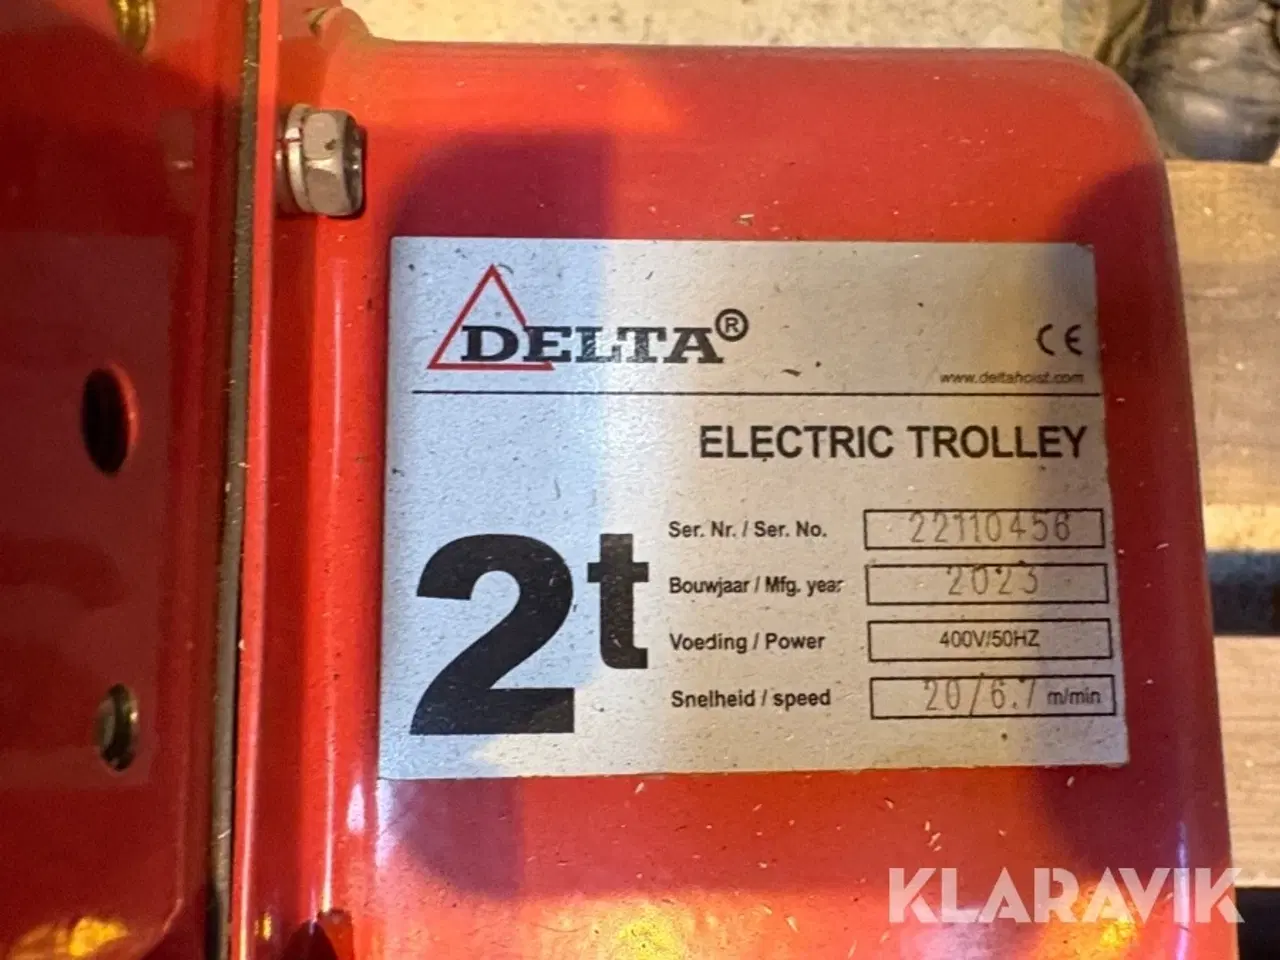 DELTA®
CE
www.deltahoist.com
ELECTRIC TROLLEY
2t
Ser. Nr. / Ser. No. 22110456
Bouwjaar / Mfg. year 2023
Voeding / Power 400V/50HZ
Snelheid / speed 20/6.7 m/min
KLARAVIK